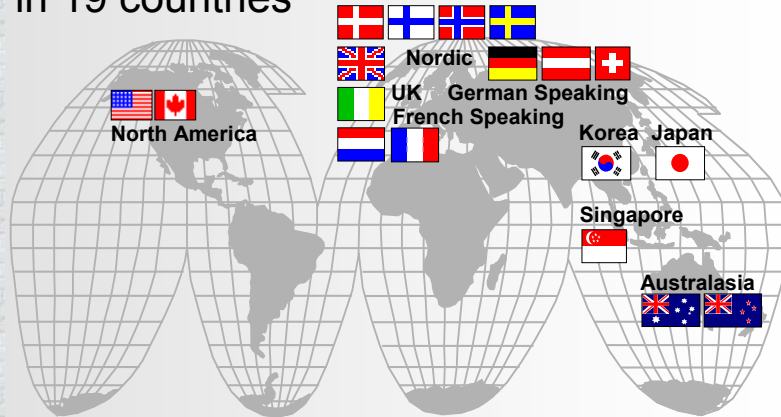 in 19 countries
Nordic
UK German Speaking
French Speaking
North America
Korea Japan
Singapore
Australasia